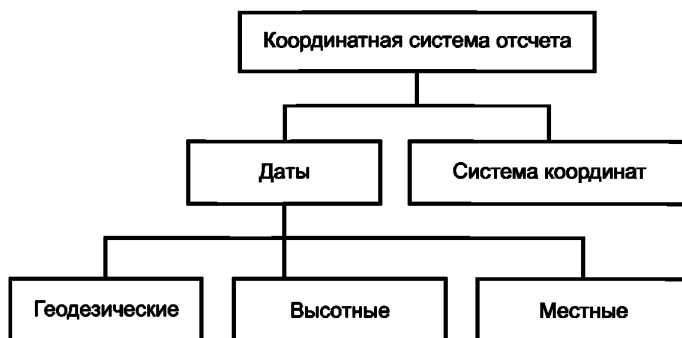 Координатная система отсчета
Даты
Система координат
Геодезические
Высотные
Местные